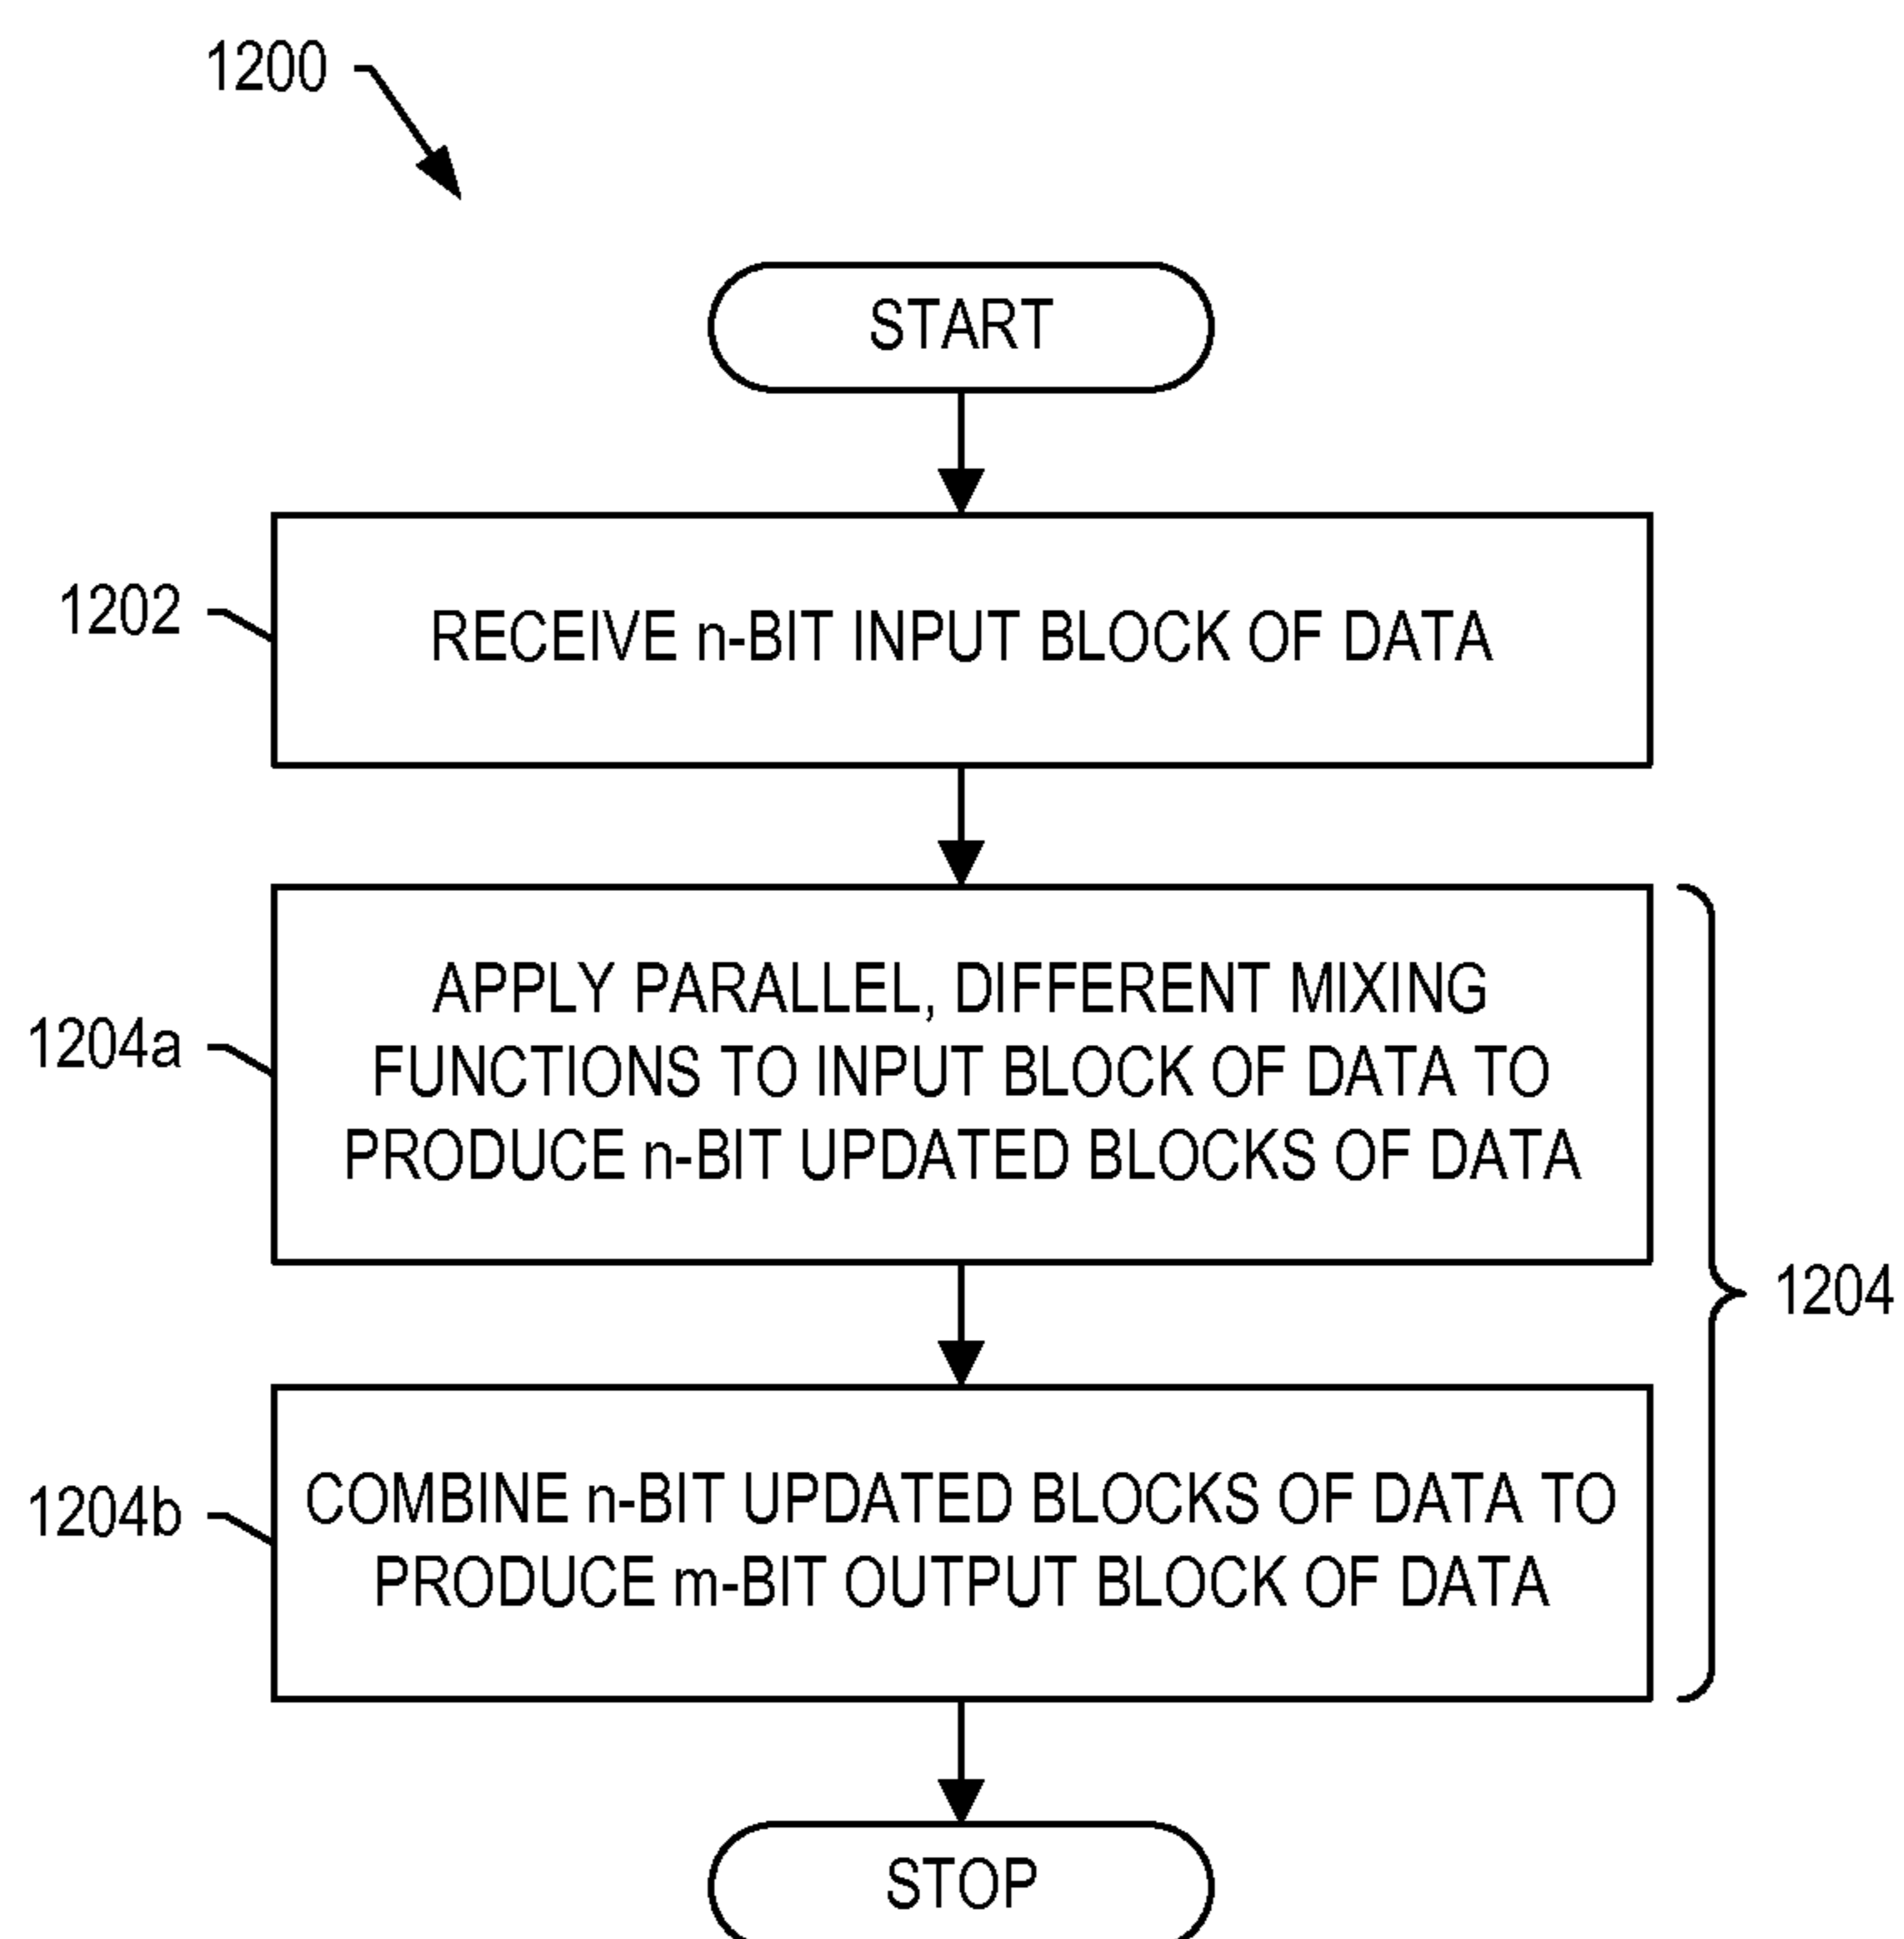 1200
START
1202
RECEIVE n-BIT INPUT BLOCK OF DATA
1204a
APPLY PARALLEL, DIFFERENT MIXING
FUNCTIONS TO INPUT BLOCK OF DATA TO
PRODUCE n-BIT UPDATED BLOCKS OF DATA
1204
1204b
COMBINE n-BIT UPDATED BLOCKS OF DATA TO
PRODUCE m-BIT OUTPUT BLOCK OF DATA
STOP